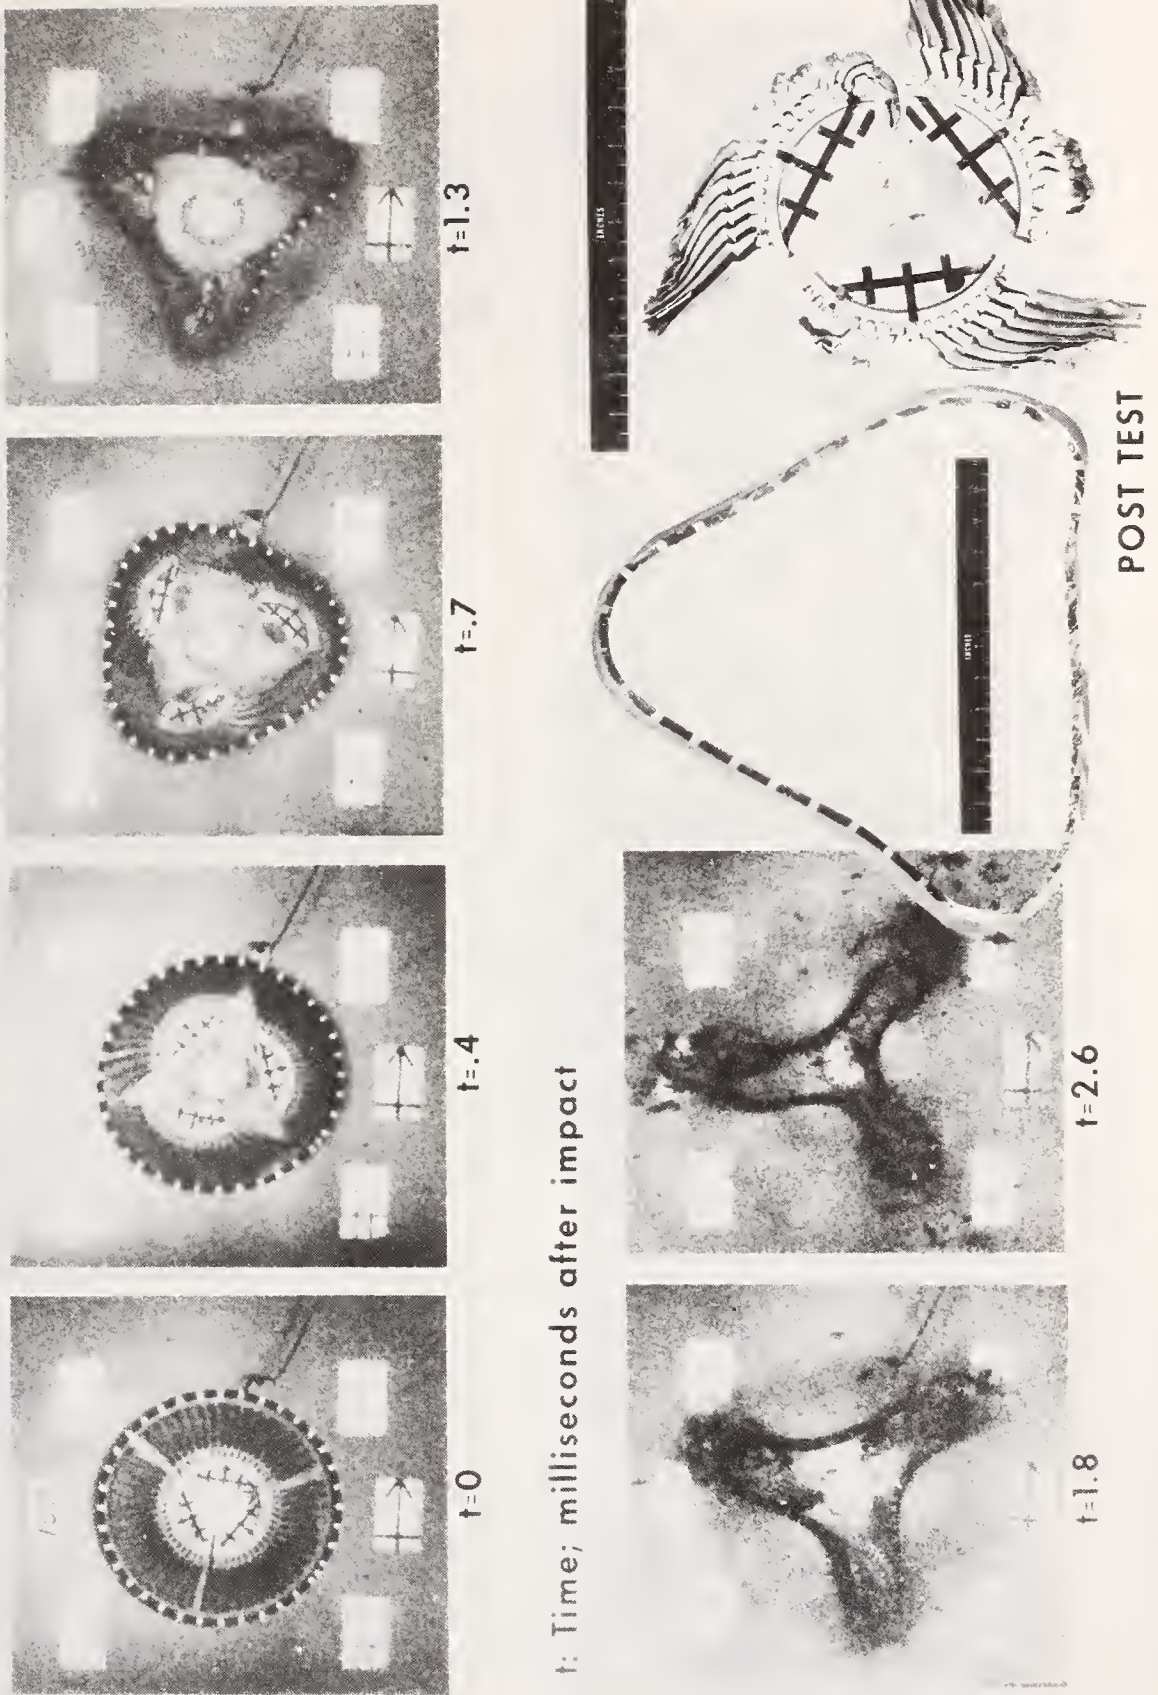 t=0
t=.4
t=.7
t=1.3
t: Time; milliseconds after impact
t=1.8
t=2.6
INCHES
INCHES
POST TEST